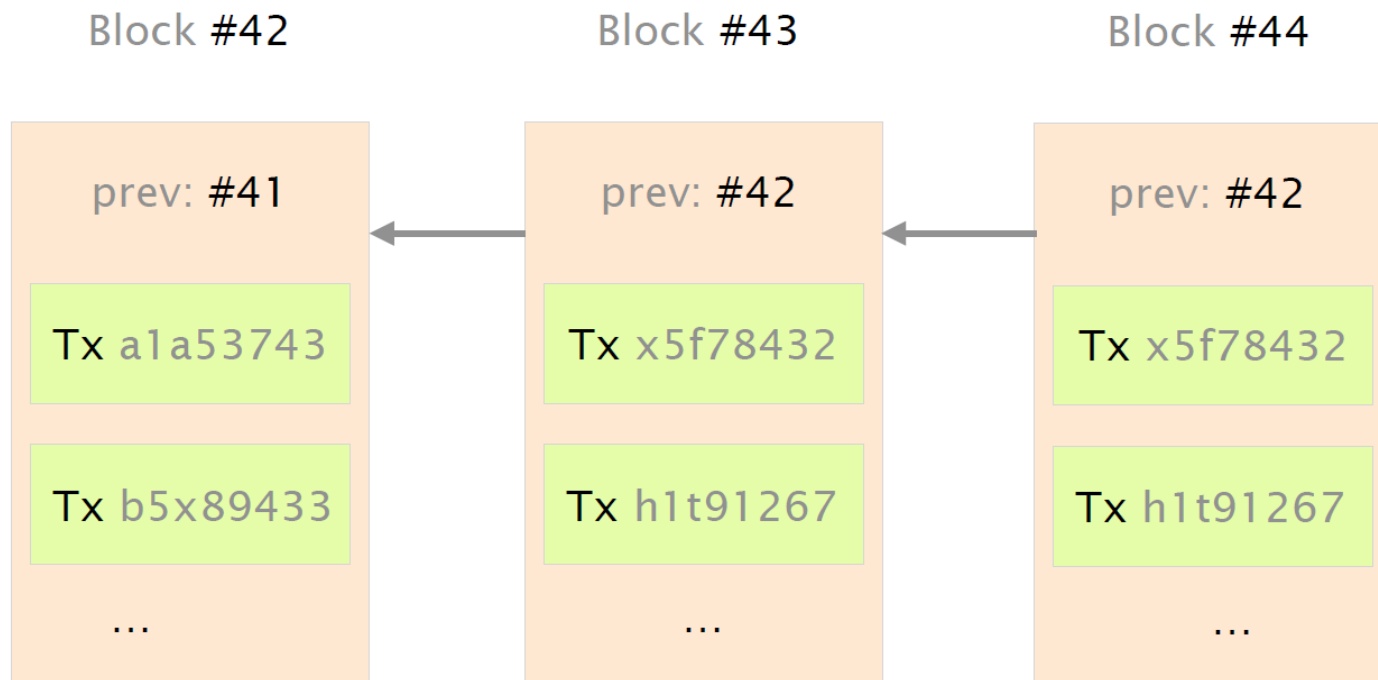 Block #42
prev: #41
Tx a1a53743
Tx b5x89433
...
Block #43
prev: #42
Tx x5f78432
Tx h1t91267
...
Block #44
prev: #42
Tx x5f78432
Tx h1t91267
...